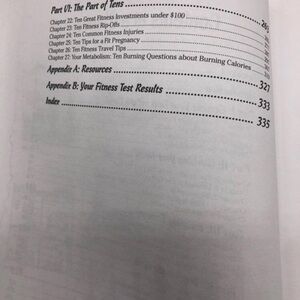 Part VI: The Part of Tens
Chapter 22: Ten Great Fitness Investments under $100
Chapter 23: Ten Fitness Rip-Offs
Chapter 24: Ten Common Fitness Injuries
Chapter 25: Ten Tips for a Fit Pregnancy
Chapter 26: Ten Fitness Travel Tips
Chapter 27: Your Metabolism: Ten Burning Questions about Burning Calories
Appendix A: Resources 327
Appendix B: Your Fitness Test Results 333
Index 335